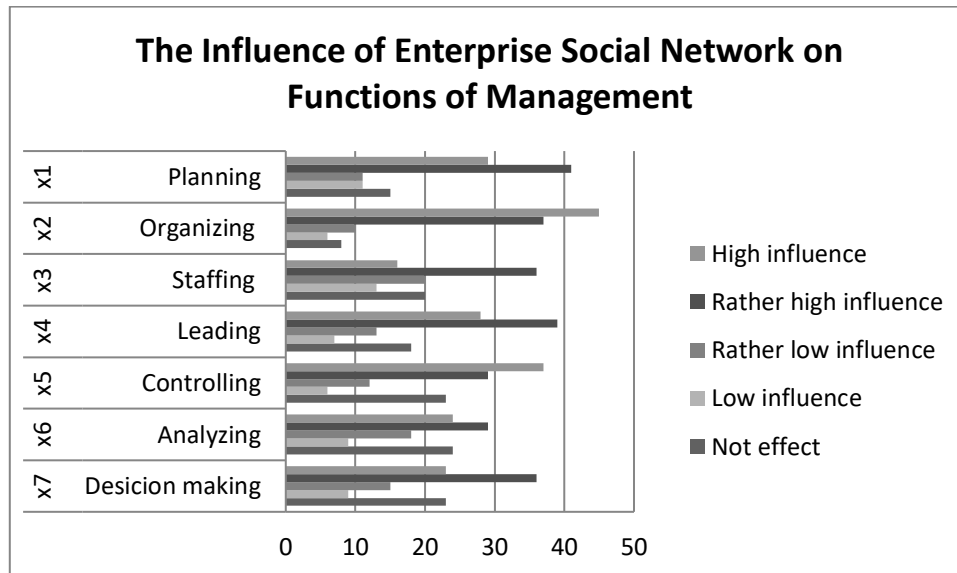 The Influence of Enterprise Social Network on
Functions of Management
x1 Planning
x2 Organizing
x3 Staffing
x4 Leading
x5 Controlling
x6 Analyzing
x7 Desicion making
0 10 20 30 40 50
High influence
Rather high influence
Rather low influence
Low influence
Not effect